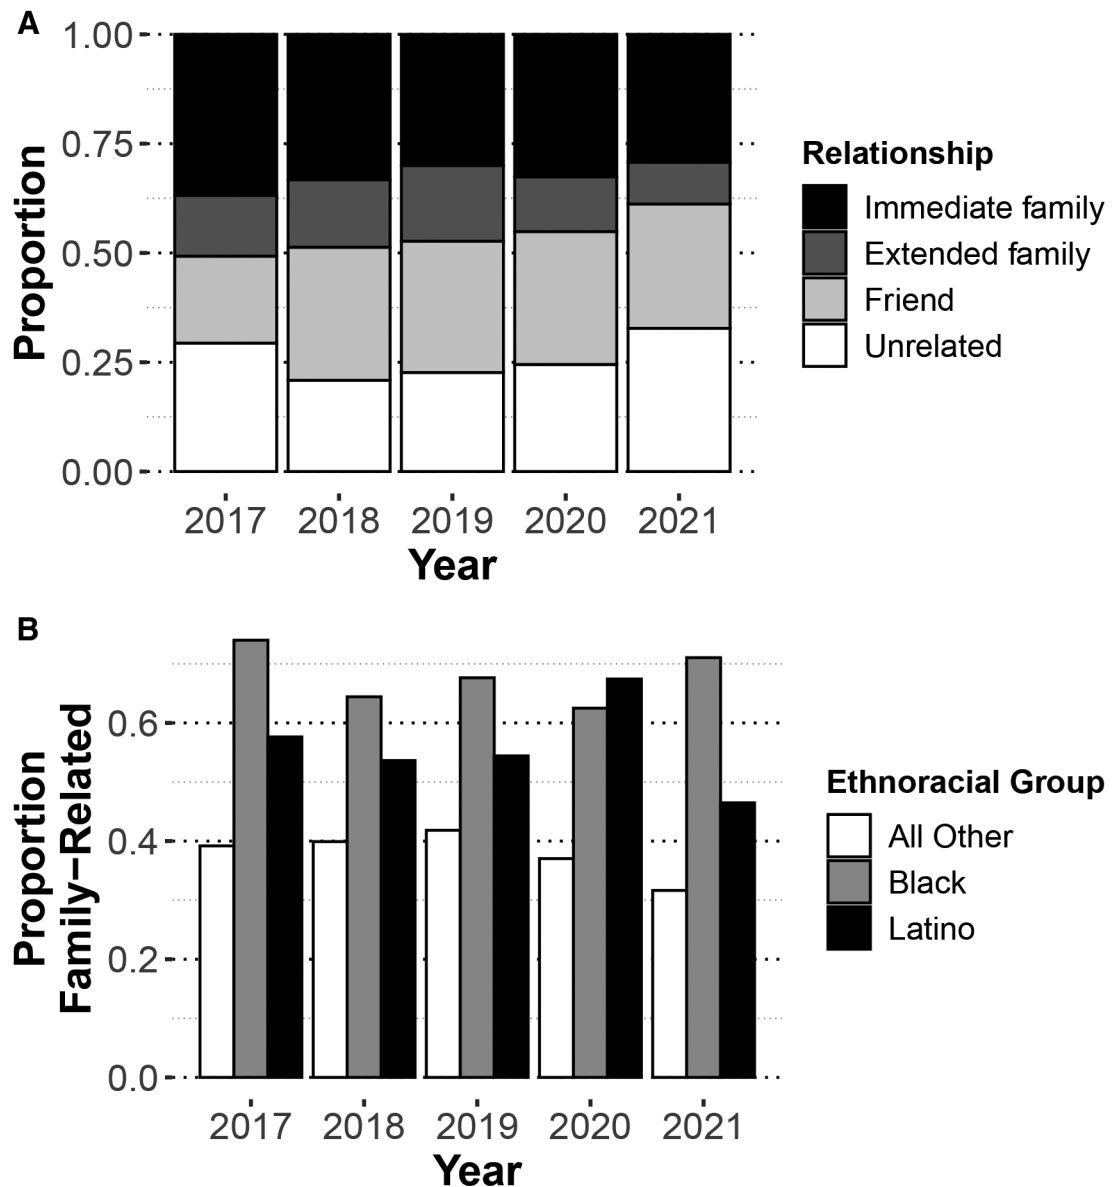 A
1.00
0.75
0.50
0.25
0.00
Proportion
2017 2018 2019 2020 2021
Year
Relationship
Immediate family
Extended family
Friend
Unrelated
B
0.6
0.4
0.2
0.0
Proportion
Family−Related
2017 2018 2019 2020 2021
Year
Ethnoracial Group
All Other
Black
Latino